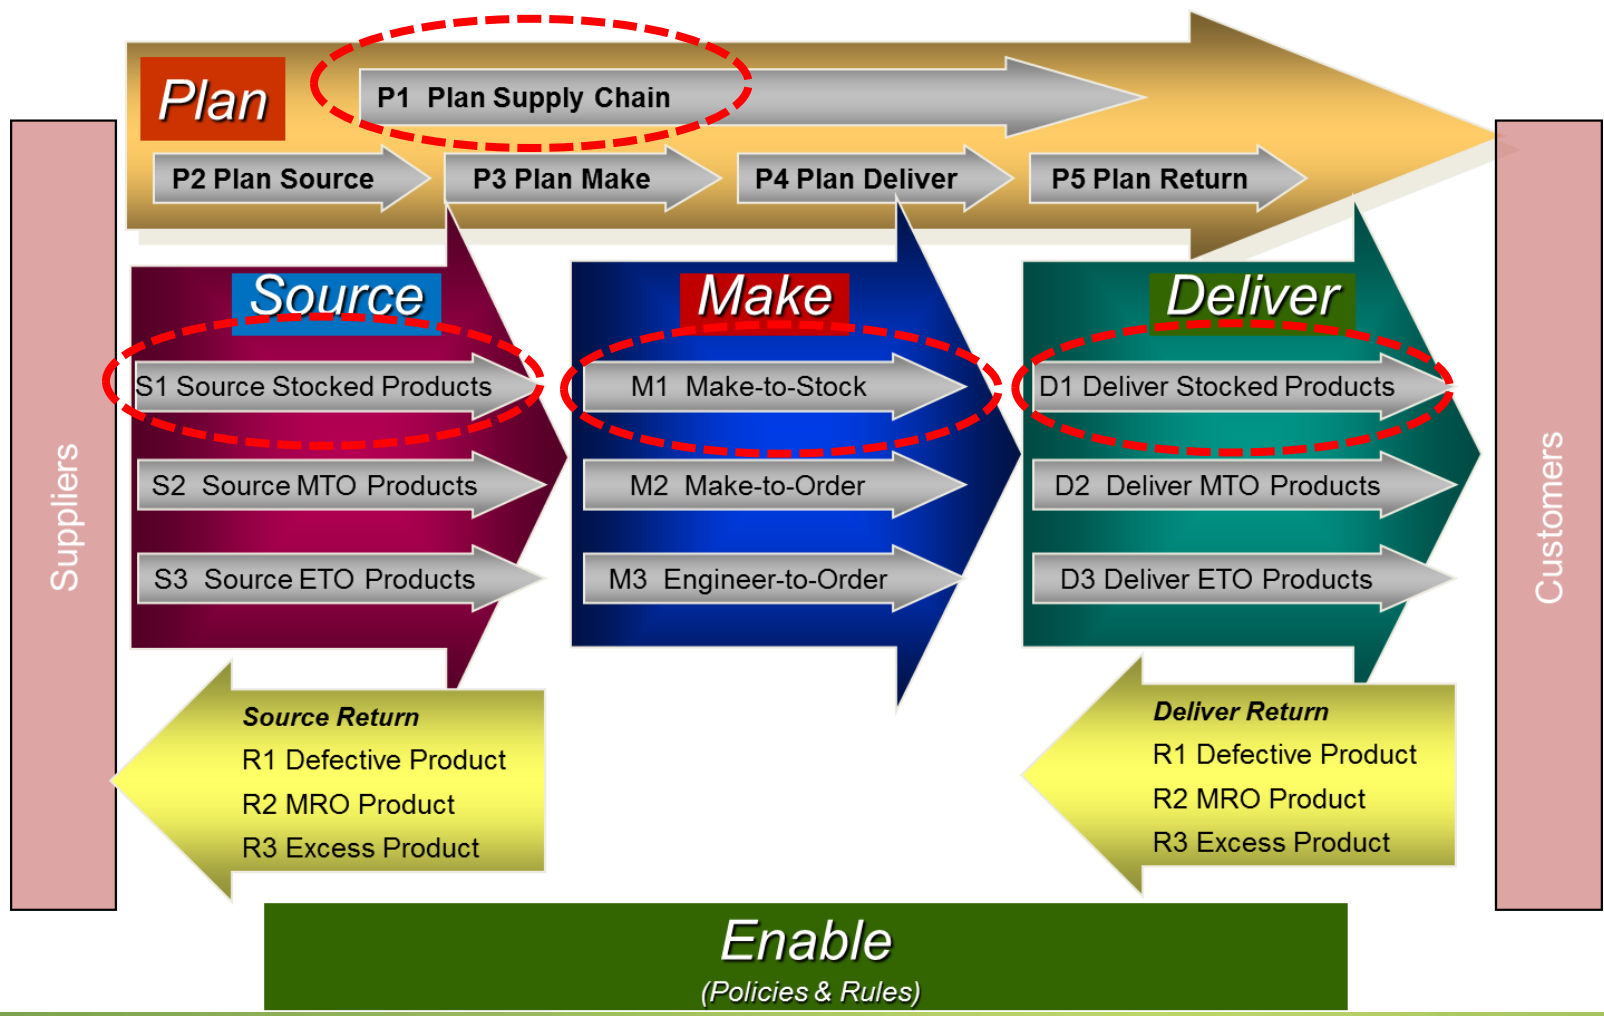 Plan
P1 Plan Supply Chain
P2 Plan Source
P3 Plan Make
P4 Plan Deliver
P5 Plan Return
Suppliers
Source
S1 Source Stocked Products
S2 Source MTO Products
S3 Source ETO Products
Make
M1 Make-to-Stock
M2 Make-to-Order
M3 Engineer-to-Order
Deliver
D1 Deliver Stocked Products
D2 Deliver MTO Products
D3 Deliver ETO Products
Customers
Source Return
R1 Defective Product
R2 MRO Product
R3 Excess Product
Deliver Return
R1 Defective Product
R2 MRO Product
R3 Excess Product
Enable
(Policies & Rules)